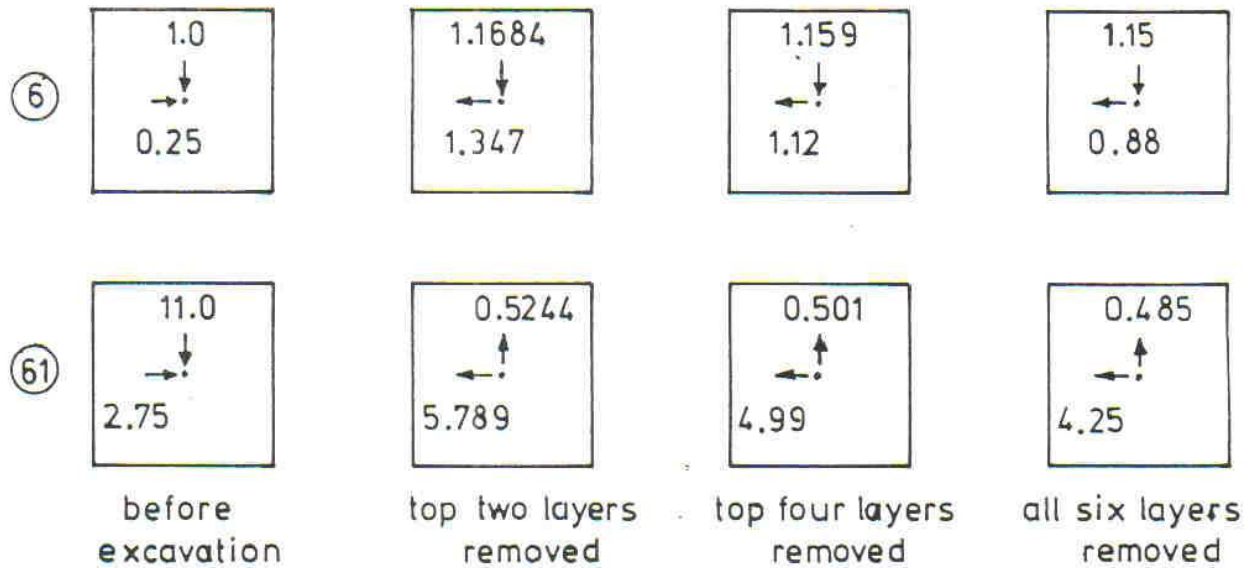 1.0 1.1684 1.159 1.15
6
0.25 1.347 1.12 0.88
11.0 0.5244 0.501 0.485
61
2.75 5.789 4.99 4.25
before top two layers top four layers all six layers
excavation removed removed removed